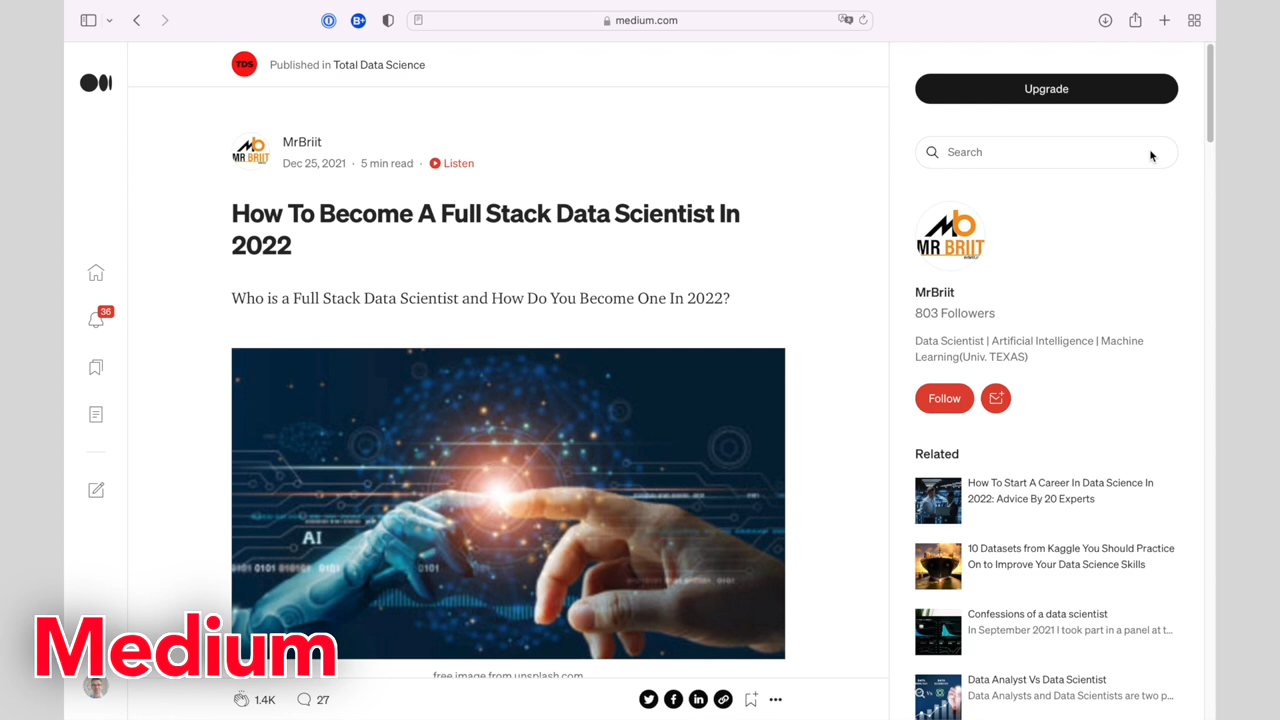 medium.com
TDS
Published in Total Data Science
Upgrade
MrBriit
Dec 25, 2021 · 5 min read · Listen
Search
How To Become A Full Stack Data Scientist In
2022
MR.BRIIT
MrBriit
803 Followers
Who is a Full Stack Data Scientist and How Do You Become One In 2022?
Data Scientist | Artificial Intelligence | Machine
Learning(Univ. TEXAS)
36
Follow
Related
How To Start A Career In Data Science In
2022: Advice By 20 Experts
AI
10 Datasets from Kaggle You Should Practice
On to Improve Your Data Science Skills
Confessions of a data scientist
In September 2021 I took part in a panel at t...
Medium
free image from unsplash.com
Data Analyst Vs Data Scientist
Data Analysts and Data Scientists are two p...
1.4K
27